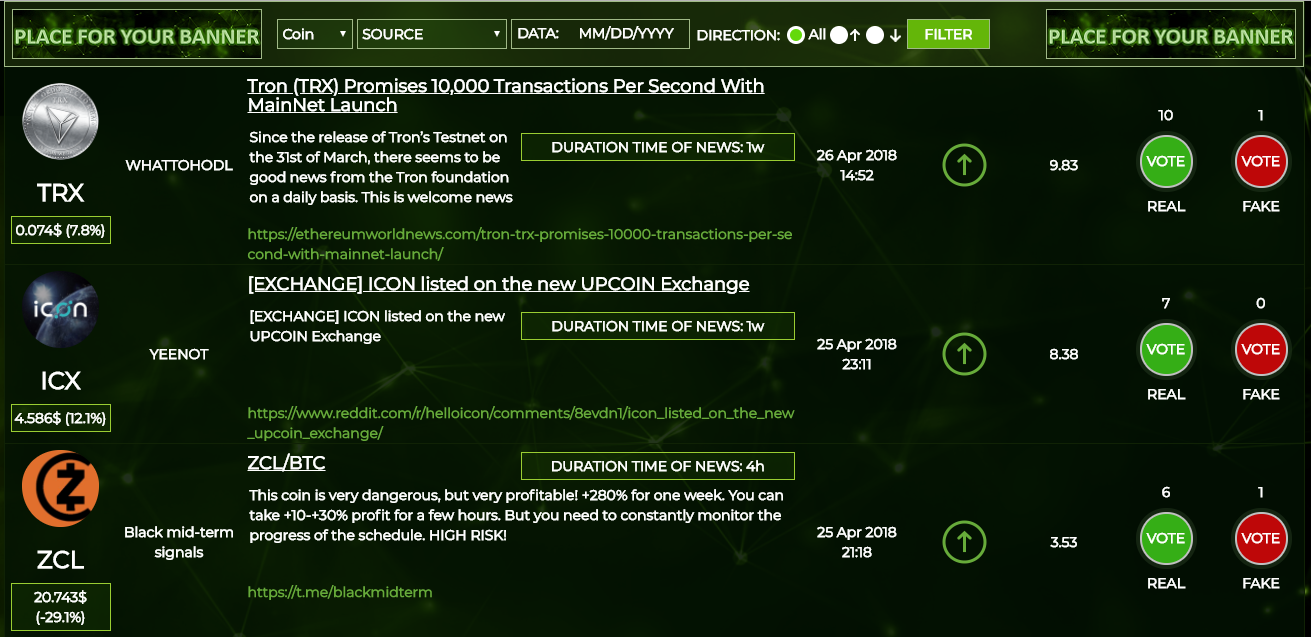 PLACE FOR YOUR BANNER
Coin ▼
SOURCE ▼
DATA: MM/DD/YYYY
DIRECTION: All ↑ ↓
FILTER
PLACE FOR YOUR BANNER
TRX
TRX
0.074$ (7.8%)
WHATTOHODL
Tron (TRX) Promises 10,000 Transactions Per Second With
MainNet Launch
Since the release of Tron's Testnet on
the 31st of March, there seems to be
good news from the Tron foundation
on a daily basis. This is welcome news
DURATION TIME OF NEWS: 1w
https://ethereumworldnews.com/tron-trx-promises-10000-transactions-per-se
cond-with-mainnet-launch/
26 Apr 2018
14:52
↑
9.83
10
VOTE
REAL
1
VOTE
FAKE
icon
ICX
4.586$ (12.1%)
YEENOT
[EXCHANGE] ICON listed on the new UPCOIN Exchange
[EXCHANGE] ICON listed on the new
UPCOIN Exchange
DURATION TIME OF NEWS: 1w
https://www.reddit.com/r/helloicon/comments/8evdn1/icon_listed_on_the_new
_upcoin_exchange/
25 Apr 2018
23:11
↑
8.38
7
VOTE
REAL
0
VOTE
FAKE
ZCL
20.743$
(-29.1%)
Black mid-term
signals
ZCL/BTC
DURATION TIME OF NEWS: 4h
This coin is very dangerous, but very profitable! +280% for one week. You can
take +10-+30% profit for a few hours. But you need to constantly monitor the
progress of the schedule. HIGH RISK!
https://t.me/blackmidterm
25 Apr 2018
21:18
↑
3.53
6
VOTE
REAL
1
VOTE
FAKE